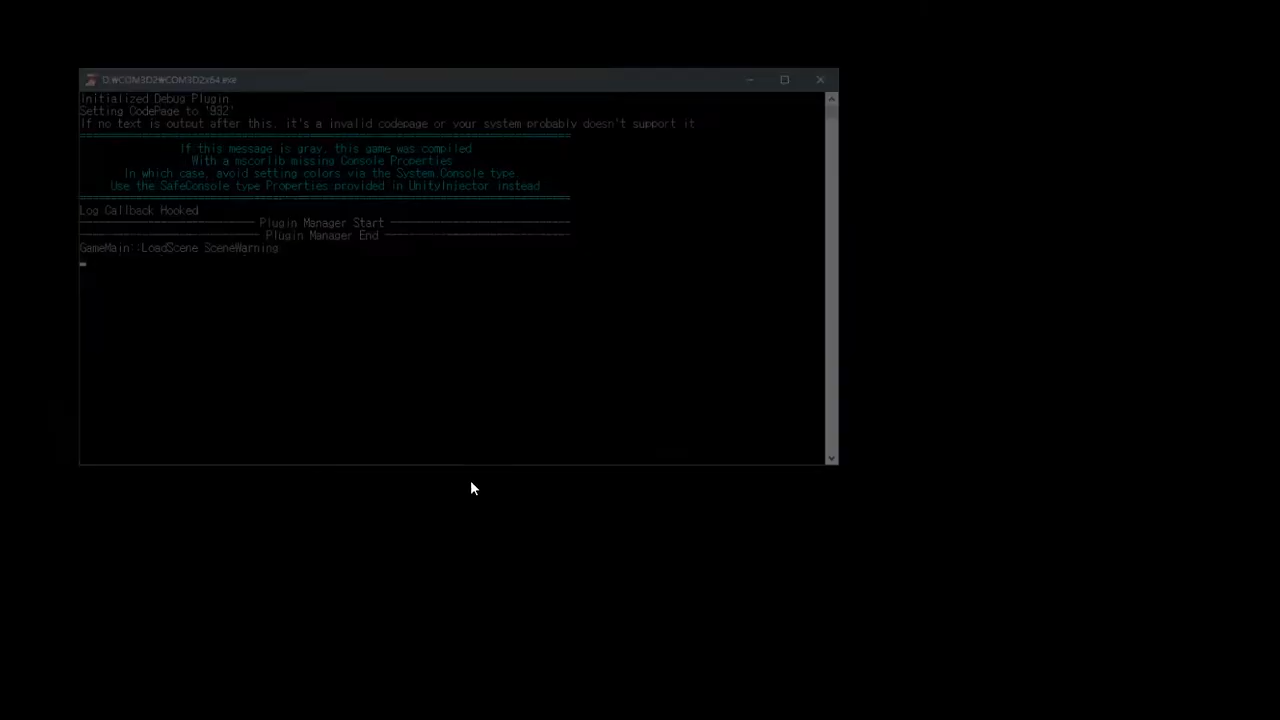 D:₩COM3D2₩COM3D2x64.exe
Initialized Debug Plugin
Setting CodePage to '932'
If no text is output after this, it's a invalid codepage or your system probably doesn't support it
If this message is gray, this game was compiled
With a mscorlib missing Console Properties
In which case, avoid setting colors via the System.Console type.
Use the SafeConsole type Properties provided in UnityInjector instead
Log Callback Hooked
Plugin Manager Start
Plugin Manager End
GameMain::LoadScene SceneWarning